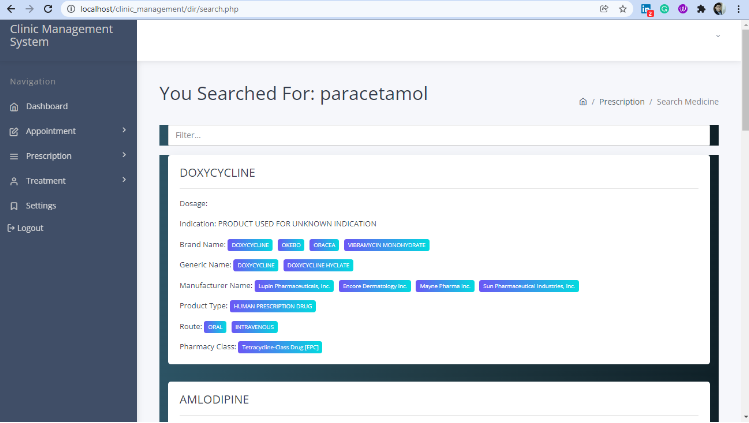 localhost/clinic_management/dir/search.php
2
Clinic Management
System
Navigation
Dashboard
Appointment
Prescription
Treatment
Settings
Logout
You Searched For: paracetamol
/ Prescription / Search Medicine
Filter...
DOXYCYCLINE
Dosage:
Indication: PRODUCT USED FOR UNKNOWN INDICATION
Brand Name: DOXYCYCLINE OKEBO ORACEA VIBRAMYCIN MONOHYDRATE
Generic Name: DOXYCYCLINE DOXYCYCLINE HYCLATE
Manufacturer Name: Lupin Pharmaceuticals, Inc. Encore Dermatology Inc. Mayne Pharma Inc. Sun Pharmaceutical Industries, Inc.
Product Type: HUMAN PRESCRIPTION DRUG
Route: ORAL INTRAVENOUS
Pharmacy Class: Tetracycline-Class Drug [EPC]
AMLODIPINE